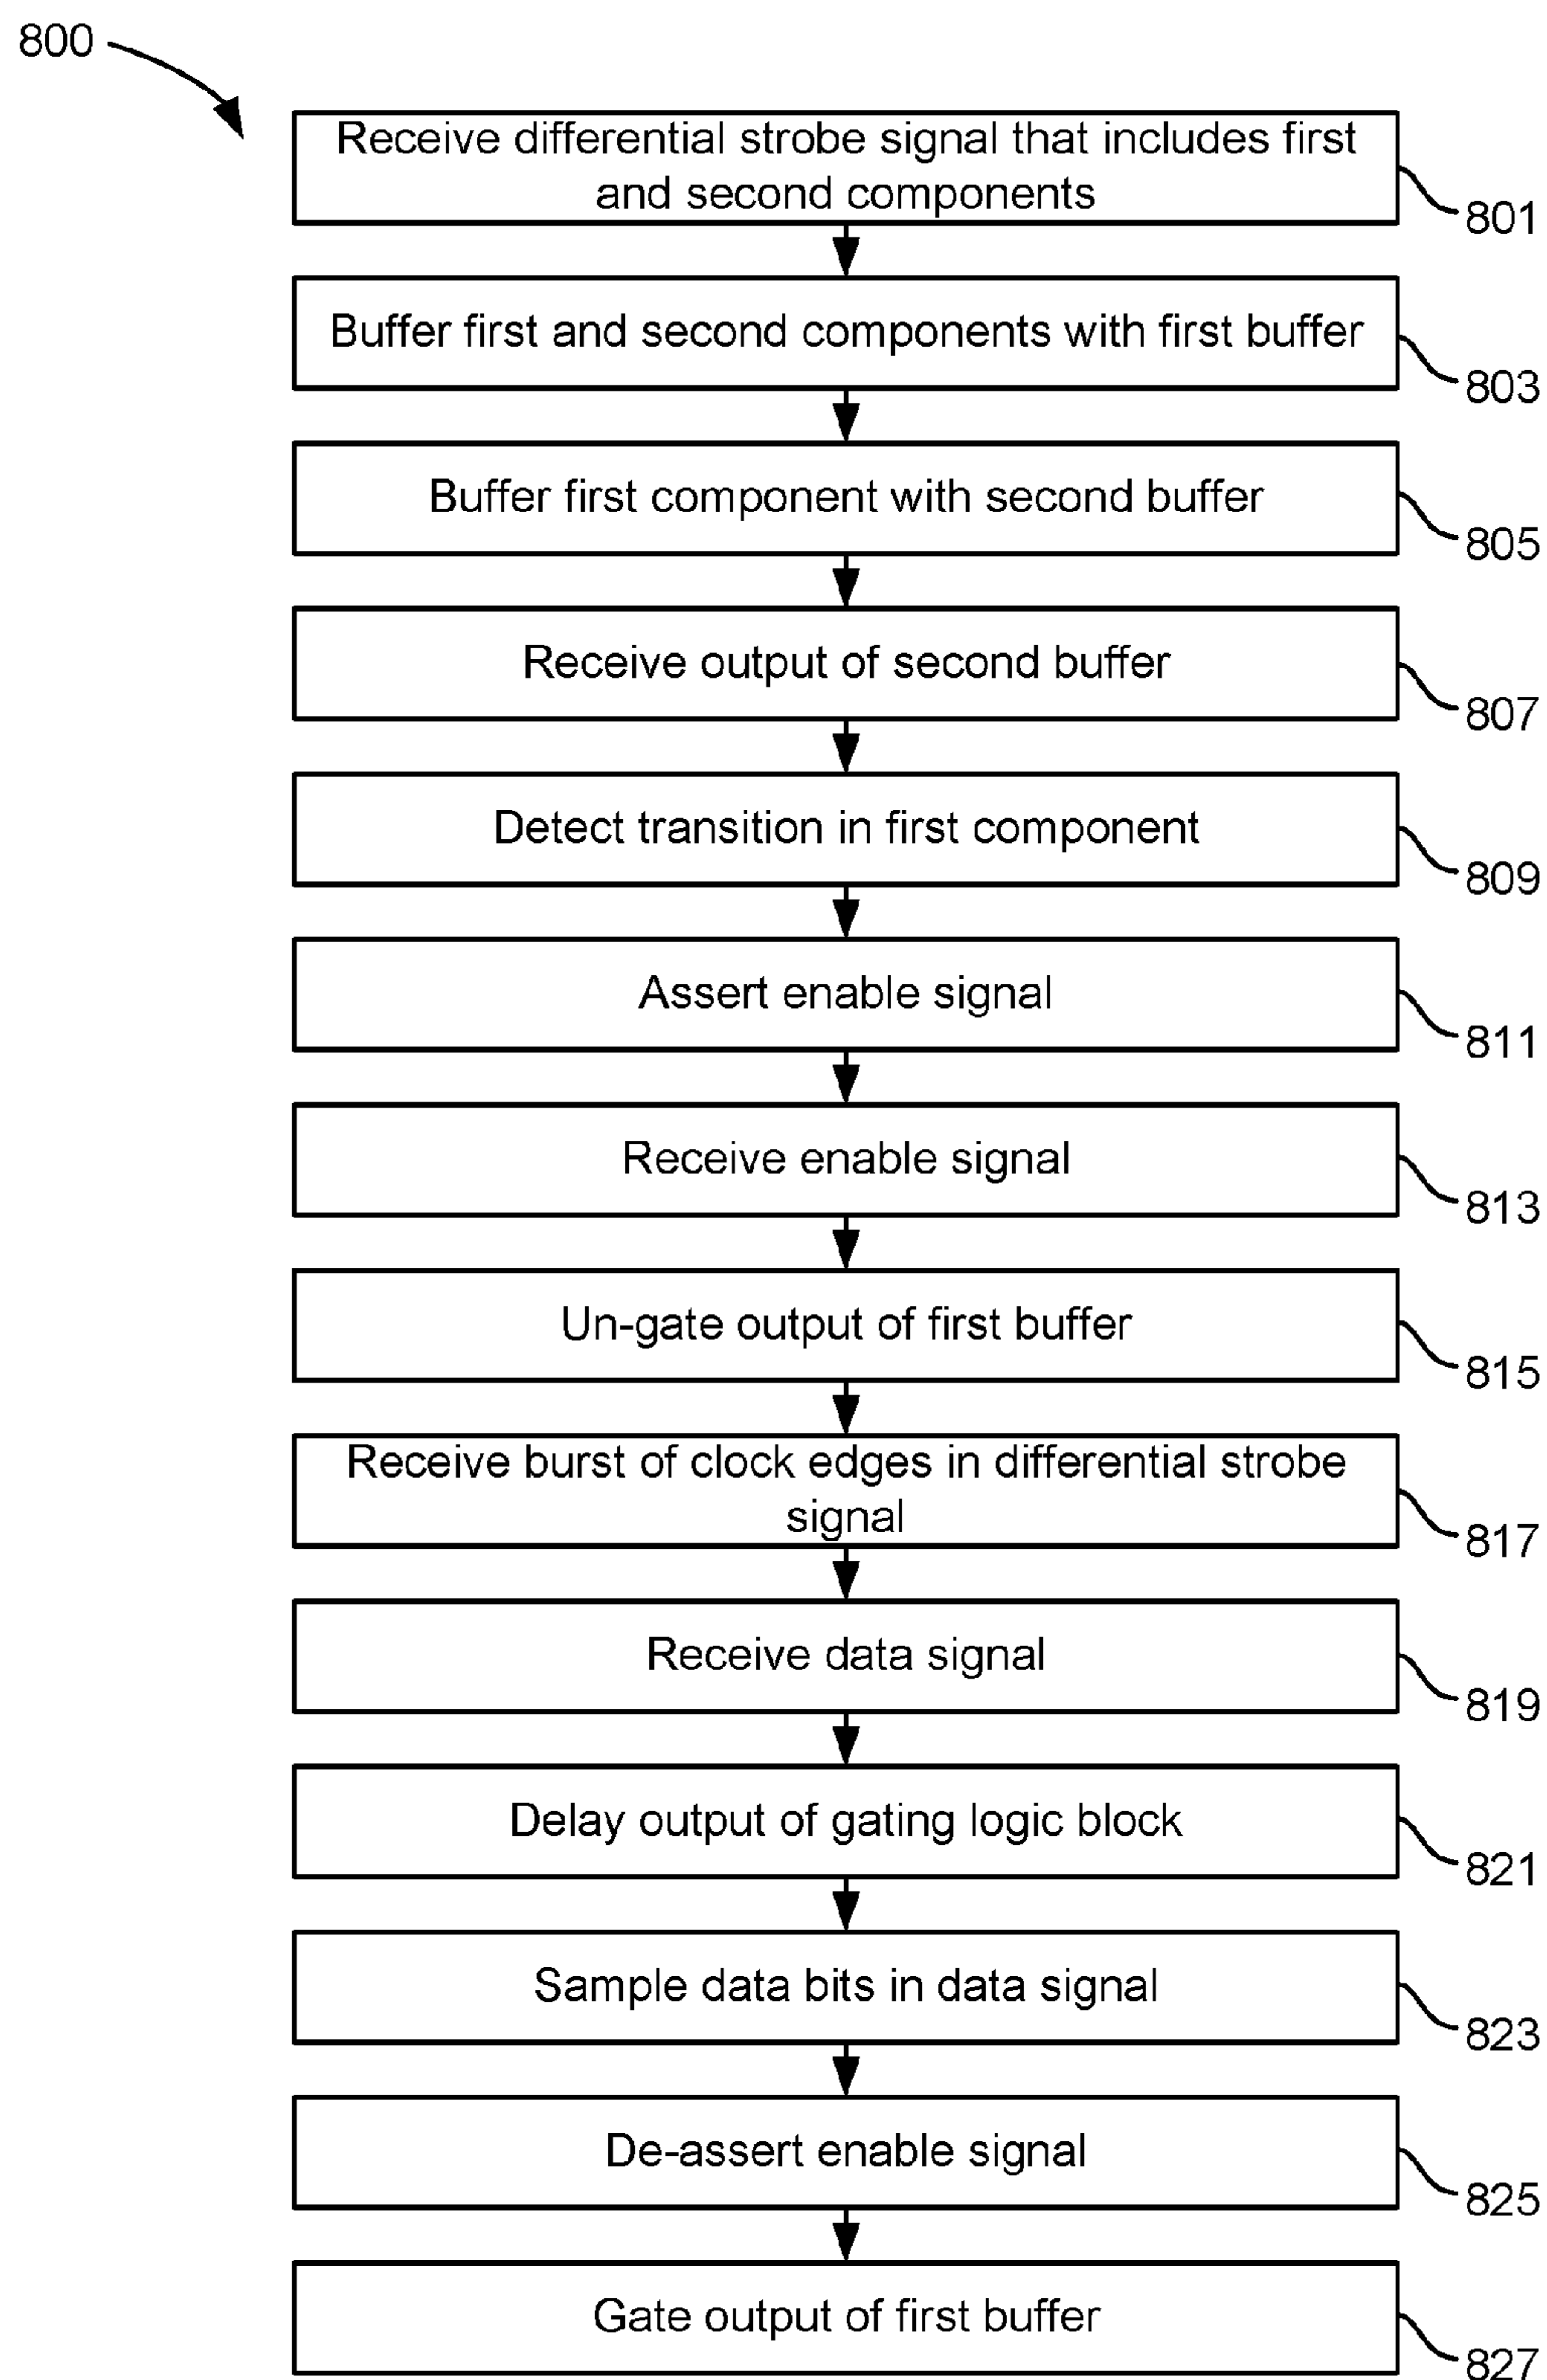 800
Receive differential strobe signal that includes first
and second components
801
Buffer first and second components with first buffer
803
Buffer first component with second buffer
805
Receive output of second buffer
807
Detect transition in first component
809
Assert enable signal
811
Receive enable signal
813
Un-gate output of first buffer
815
Receive burst of clock edges in differential strobe
signal
817
Receive data signal
819
Delay output of gating logic block
821
Sample data bits in data signal
823
De-assert enable signal
825
Gate output of first buffer
827